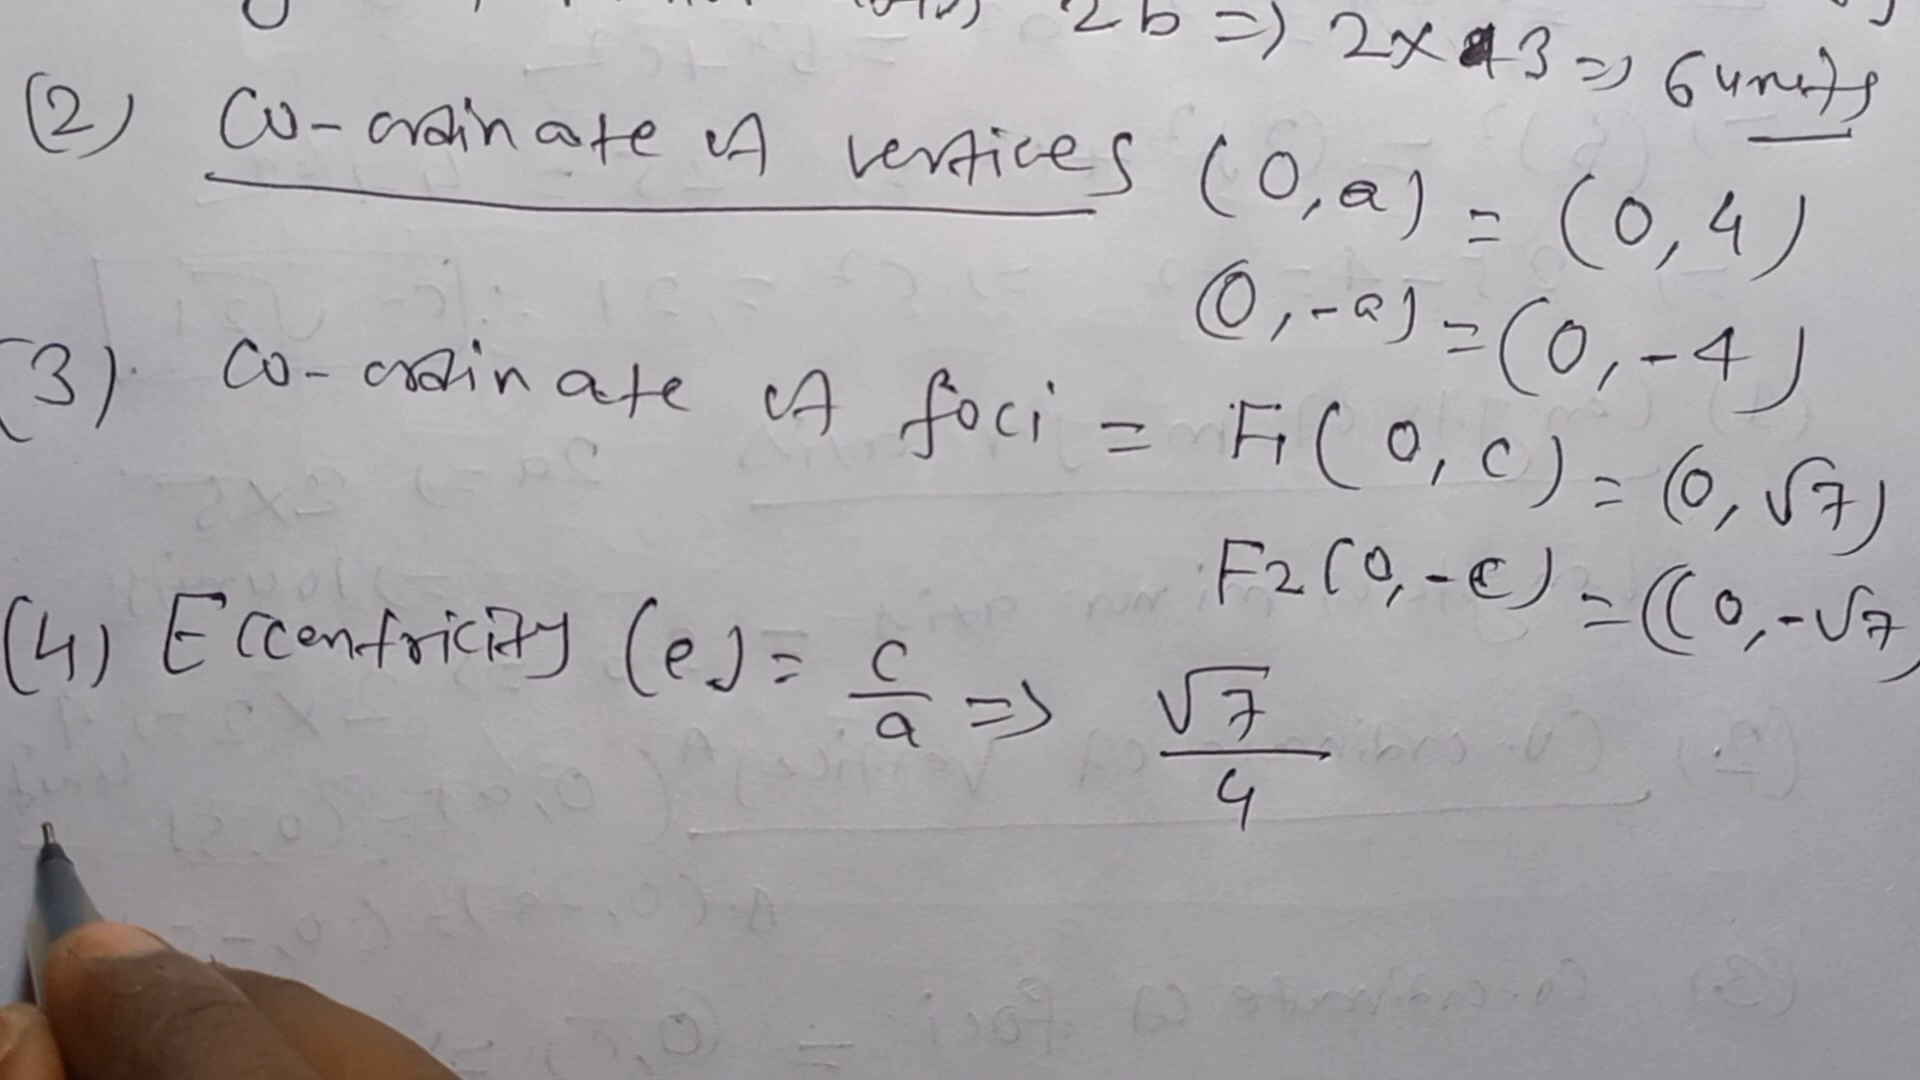 2b => 2×3 => 6 units
(2) Co-ordinate of vertices (0,a) = (0,4)
(0,-a) = (0,-4)
(3). Co-ordinate of foci = F1(0,c) = (0,√7)
F2(0,-c) = ((0,-√7)
(4) Eccentricity (e) = c/a => √7/4